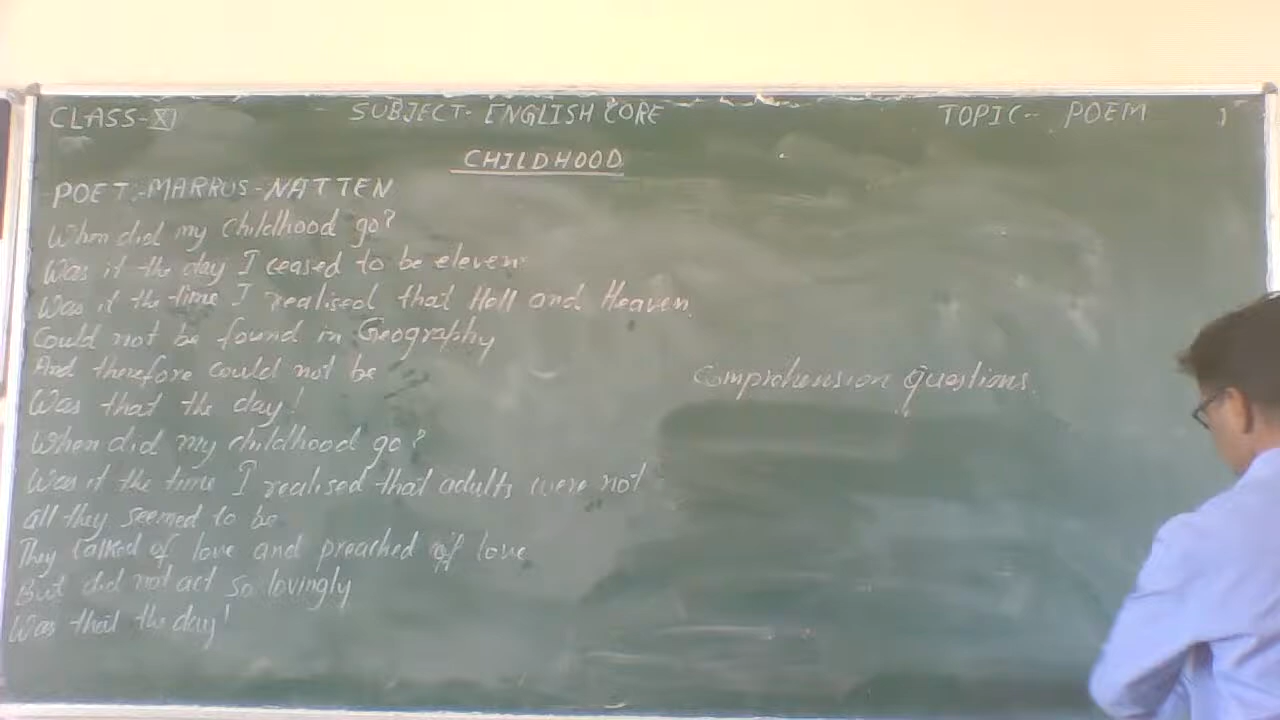 CLASS-XI SUBJECT- ENGLISH CORE TOPIC- POEM
CHILDHOOD
POET-MARRUS-NATTEN
When did my childhood go?
Was it the day I ceased to be eleven
Was it the time I realised that Hell and Heaven,
Could not be found in Geography
And therefore could not be
Was that the day!
When did my childhood go?
Was it the time I realised that adults were not
all they seemed to be
They talked of love and preached of love
But did not act so lovingly
Was that the day!
Comprehension questions.